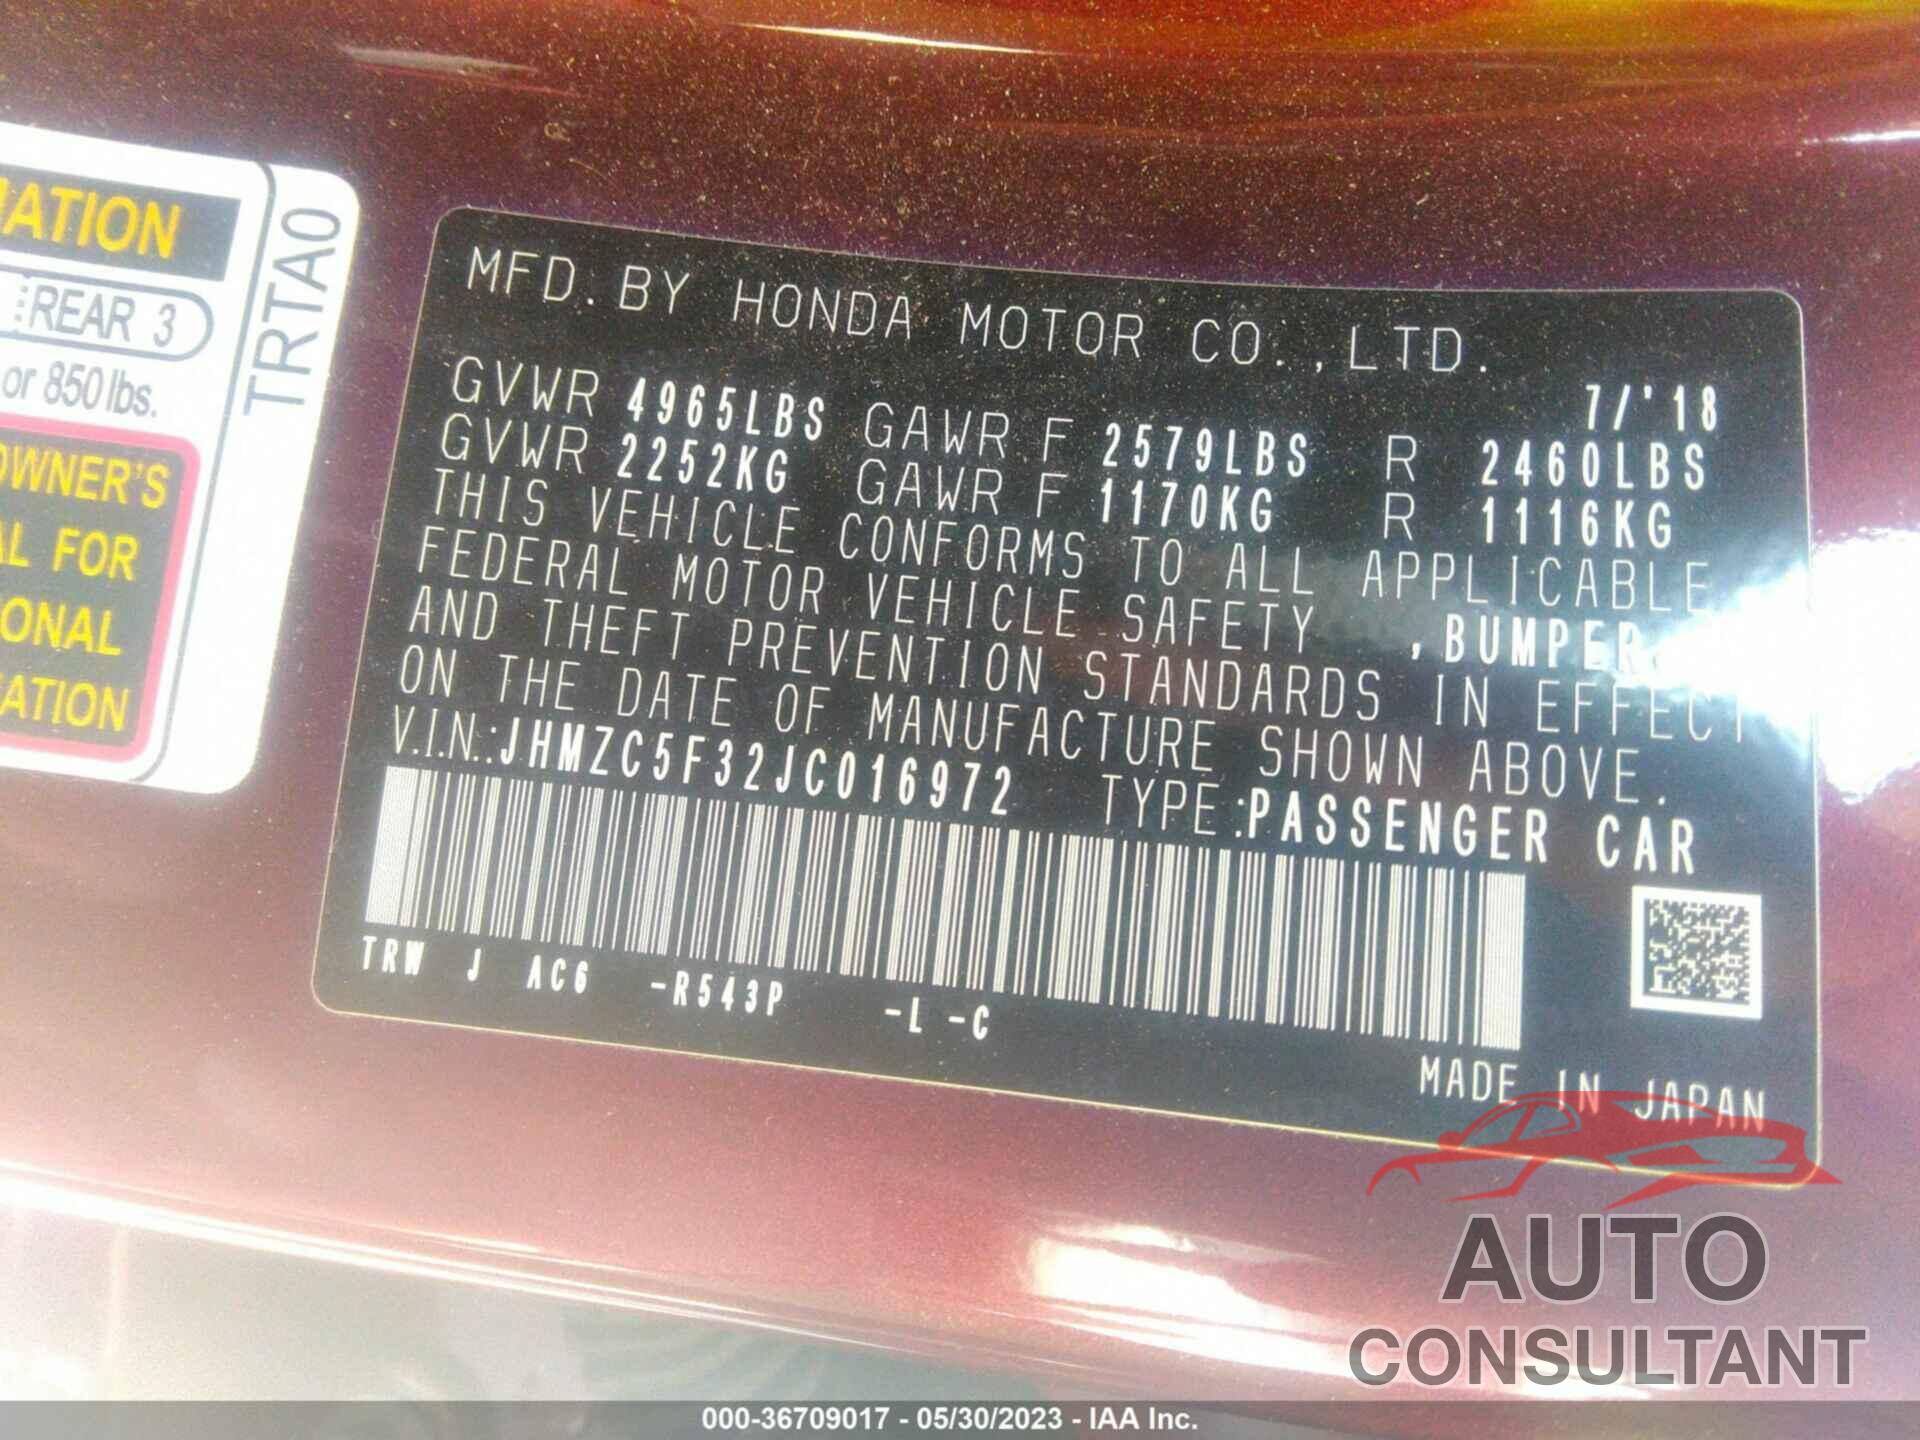 MATION
REAR 3
or 850 lbs.
OWNER'S
AL FOR
ONAL
ATION
TRTA0
MFD. BY HONDA MOTOR CO.,LTD.
7/'18
GVWR 4965LBS GAWR F 2579LBS R 2460LBS
GVWR 2252KG GAWR F 1170KG R 1116KG
THIS VEHICLE CONFORMS TO ALL APPLICABLE
FEDERAL MOTOR VEHICLE SAFETY ,BUMPER,
AND THEFT PREVENTION STANDARDS IN EFFECT
ON THE DATE OF MANUFACTURE SHOWN ABOVE.
V.I.N.:JHMZC5F32JC016972 TYPE:PASSENGER CAR
TRW J AC6 -R543P -L -C
MADE IN JAPAN
AUTO
CONSULTANT
000-36709017 - 05/30/2023 - IAA Inc.